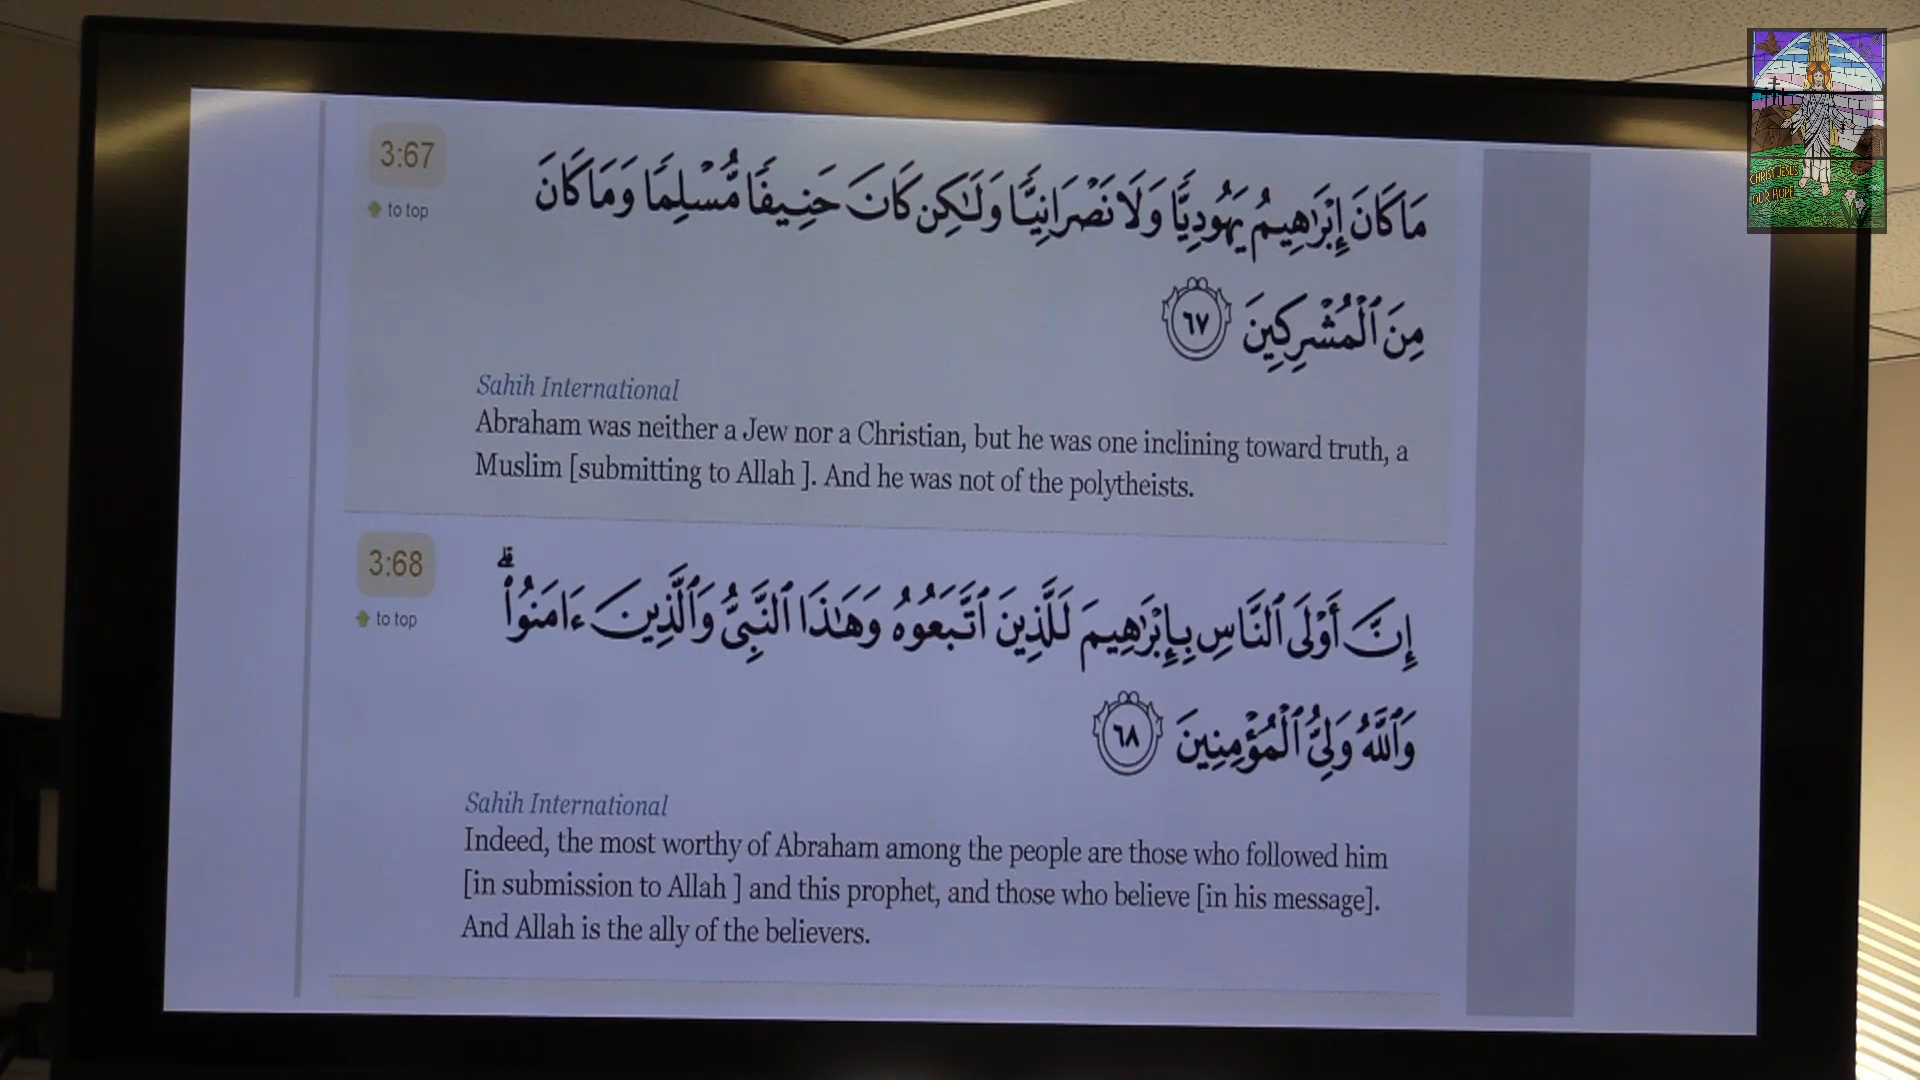 3:67
to top
مَا كَانَ إِبْرَٰهِيمُ يَهُودِيًّا وَلَا نَصْرَانِيًّا وَلَٰكِن كَانَ حَنِيفًا مُّسْلِمًا وَمَا كَانَ
مِنَ ٱلْمُشْرِكِينَ ٦٧
Sahih International
Abraham was neither a Jew nor a Christian, but he was one inclining toward truth, a
Muslim [submitting to Allah ]. And he was not of the polytheists.
3:68
to top
إِنَّ أَوْلَى ٱلنَّاسِ بِإِبْرَٰهِيمَ لَلَّذِينَ ٱتَّبَعُوهُ وَهَٰذَا ٱلنَّبِىُّ وَٱلَّذِينَ ءَامَنُوا۟ ۗ
وَٱللَّهُ وَلِىُّ ٱلْمُؤْمِنِينَ ٦٨
Sahih International
Indeed, the most worthy of Abraham among the people are those who followed him
[in submission to Allah ] and this prophet, and those who believe [in his message].
And Allah is the ally of the believers.
CHRIST JESUS
OUR HOPE